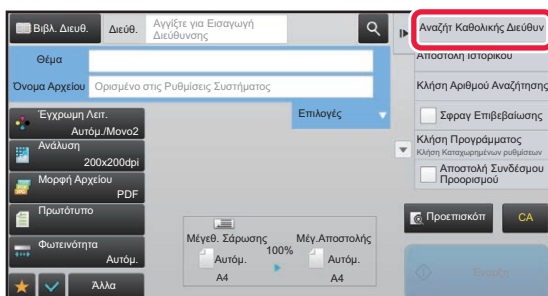 Βιβλ. Διευθ.
Διεύθ.
Αγγίξτε για Εισαγωγή
Διεύθυνσης
Αναζήτ Καθολικής Διεύθυν
Θέμα
Αποστολή Ιστορικού
Όνομα Αρχείου
Ορισμένο στις Ρυθμίσεις Συστήματος
Κλήση Αριθμού Αναζήτησης
Επιλογές
Έγχρωμη Λειτ.
Αυτόμ./Μονο2
Σφραγ Επιβεβαίωσης
Ανάλυση
200x200dpi
Κλήση Προγράμματος
Κλήση Καταχωρημένων ρυθμίσεων
Μορφή Αρχείου
PDF
Αποστολή Συνδέσμου
Προορισμού
Πρωτότυπο
Προεπισκόπ
CA
Φωτεινότητα
Αυτόμ.
Μέγεθ. Σάρωσης
100%
Μέγ.Αποστολής
Αυτόμ.
Αυτόμ.
A4
A4
Άλλα
Έναρξη